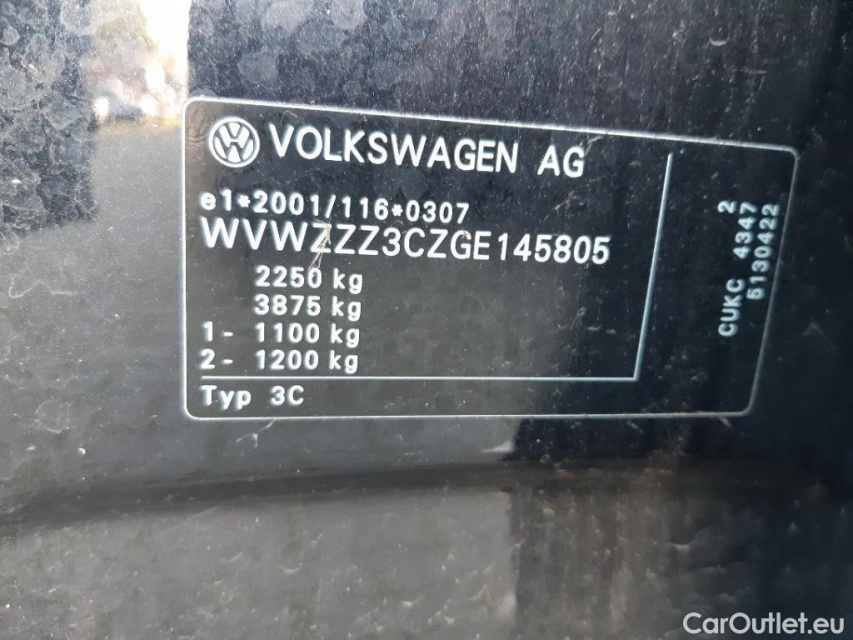 VOLKSWAGEN AG
e1*2001/116*0307
WVWZZZ3CZGE145805
2250 kg
3875 kg
1- 1100 kg
2- 1200 kg
Typ 3C
2
CUKC 4347
5130422
CarOutlet.eu